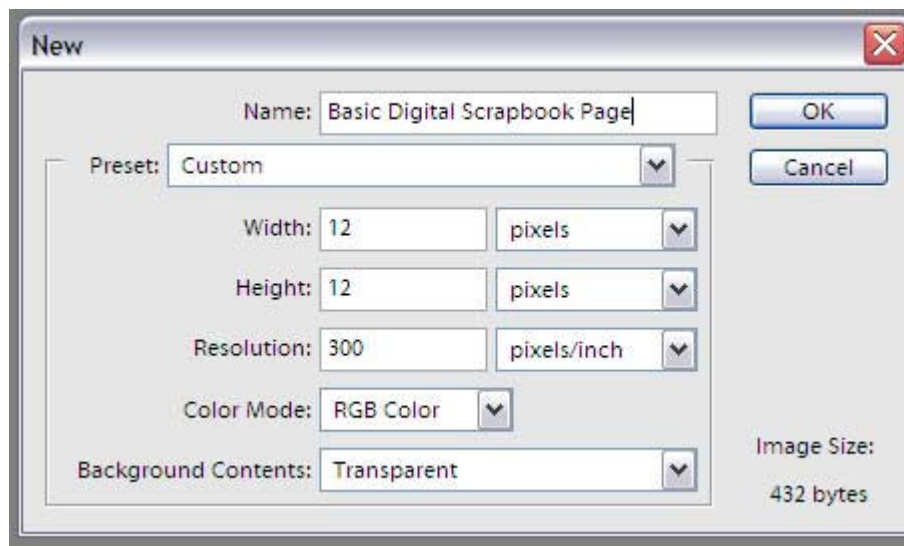 New
Name: Basic Digital Scrapbook Page
OK
Preset: Custom
Cancel
Width: 12 pixels
Height: 12 pixels
Resolution: 300 pixels/inch
Color Mode: RGB Color
Background Contents: Transparent
Image Size:
432 bytes